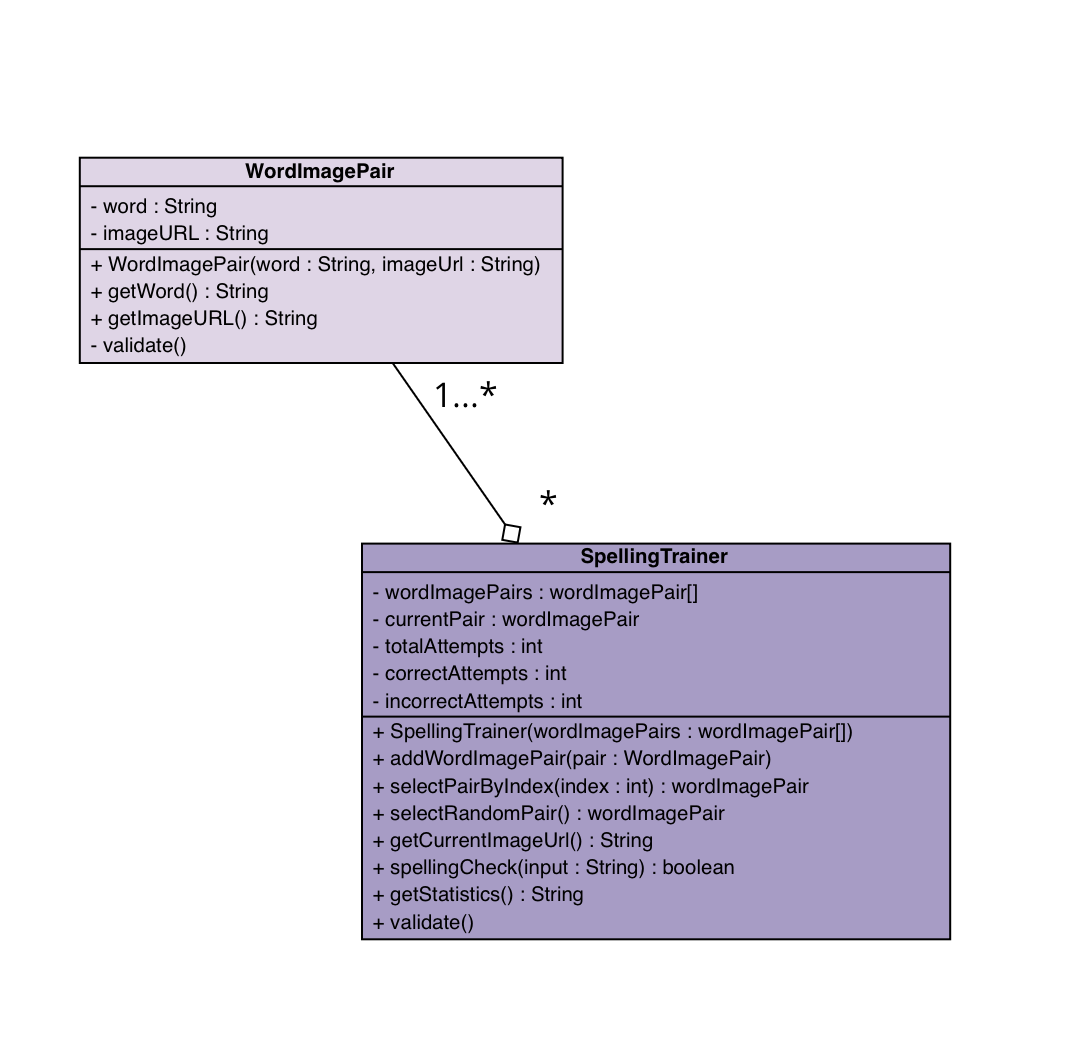 WordImagePair
- word : String
- imageURL : String
+ WordImagePair(word : String, imageUrl : String)
+ getWord() : String
+ getImageURL() : String
- validate()
1...*
*
SpellingTrainer
- wordImagePairs : wordImagePair[]
- currentPair : wordImagePair
- totalAttempts : int
- correctAttempts : int
- incorrectAttempts : int
+ SpellingTrainer(wordImagePairs : wordImagePair[])
+ addWordImagePair(pair : WordImagePair)
+ selectPairByIndex(index : int) : wordImagePair
+ selectRandomPair() : wordImagePair
+ getCurrentImageUrl() : String
+ spellingCheck(input : String) : boolean
+ getStatistics() : String
+ validate()